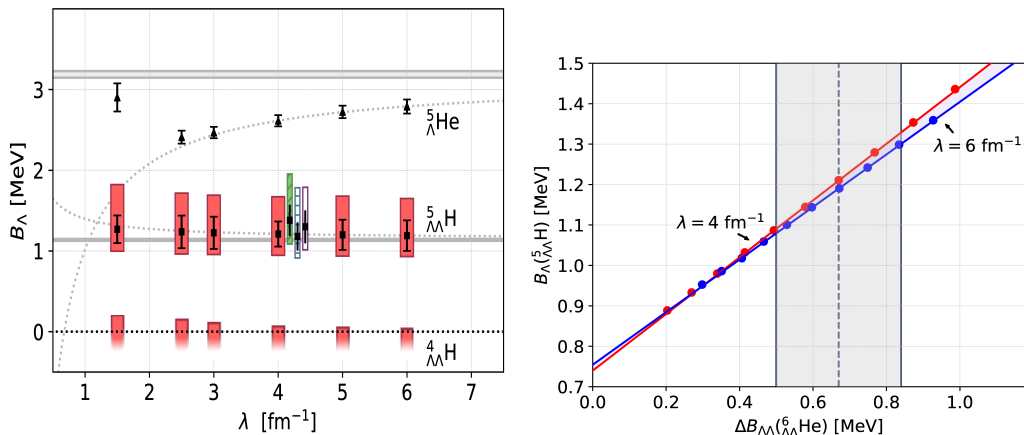 B_Λ [MeV]
3
2
1
0
^5_ΛHe
^5_ΛΛH
^4_ΛΛH
1 2 3 4 5 6 7
λ [fm⁻¹]
B_Λ(^5_ΛΛH) [MeV]
1.5
1.4
1.3
1.2
1.1
1.0
0.9
0.8
0.7
λ = 6 fm⁻¹
λ = 4 fm⁻¹
0.0 0.2 0.4 0.6 0.8 1.0
ΔB_ΛΛ(^6_ΛΛHe) [MeV]